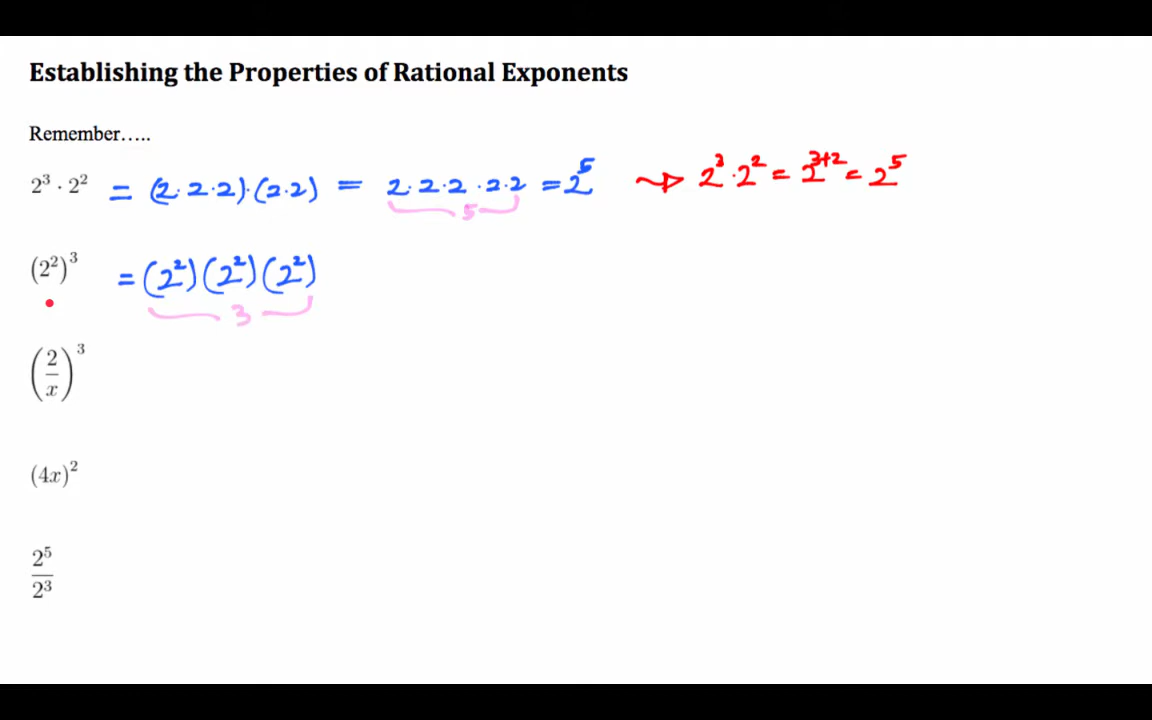 Establishing the Properties of Rational Exponents
Remember…..
2³ · 2² = (2·2·2)·(2·2) = 2·2·2·2·2 = 2⁵ ⇝ 2³·2² = 2³⁺² = 2⁵
5
(2²)³ = (2²)(2²)(2²)
3
(2/x)³
(4x)²
2⁵/2³